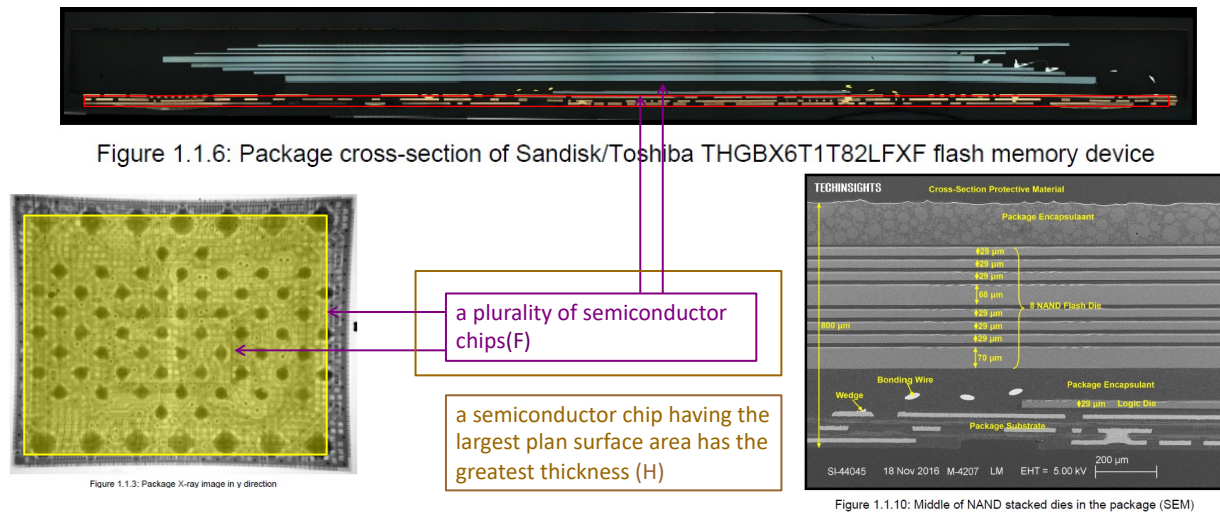 Figure 1.1.6: Package cross-section of Sandisk/Toshiba THGBX6T1T82LFXF flash memory device
Figure 1.1.3: Package X-ray image in y direction
a plurality of semiconductor
chips(F)
a semiconductor chip having the
largest plan surface area has the
greatest thickness (H)
TECHINSIGHTS
Cross-Section Protective Material
Package Encapsulaant
29 µm
29 µm
29 µm
68 µm
8 NAND Flash Die
29 µm
800 µm
29 µm
29 µm
70 µm
Bonding Wire
Package Encapsulant
Wedge
29 µm Logic Die
Package Substrate
200 µm
SI-44045 18 Nov 2016 M-4207 LM EHT = 5.00 kV
Figure 1.1.10: Middle of NAND stacked dies in the package (SEM)